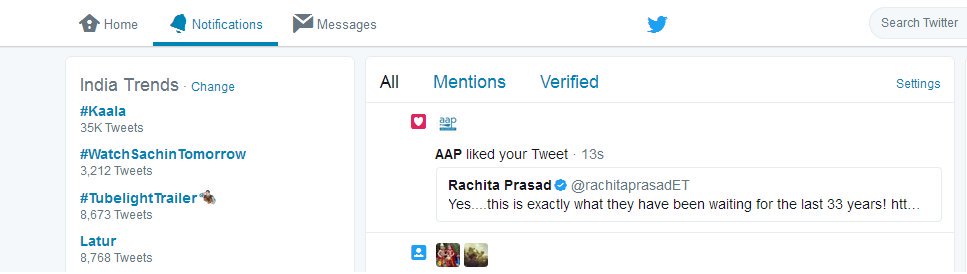 Home Notifications Messages Search Twitter
India Trends · Change
#Kaala
35K Tweets
#WatchSachinTomorrow
3,212 Tweets
#TubelightTrailer
8,673 Tweets
Latur
8,768 Tweets
All Mentions Verified Settings
aap
AAP liked your Tweet · 13s
Rachita Prasad @rachitaprasadET
Yes....this is exactly what they have been waiting for the last 33 years! htt...